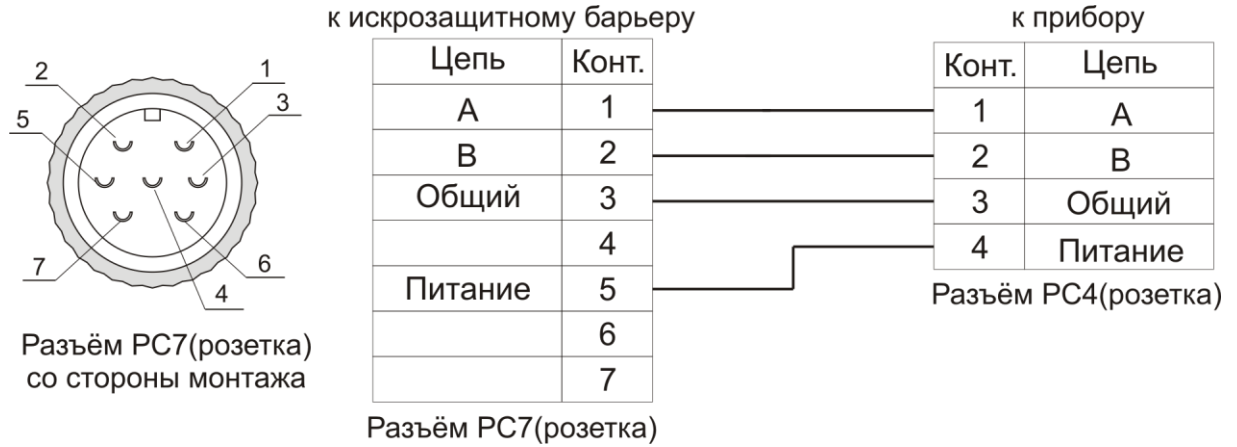 к искрозащитному барьеру
к прибору
2
1
3
5
7
6
4
Разъём РС7(розетка)
со стороны монтажа
Цепь Конт.
А 1
В 2
Общий 3
4
Питание 5
6
7
Разъём РС7(розетка)
Конт. Цепь
1 А
2 В
3 Общий
4 Питание
Разъём РС4(розетка)